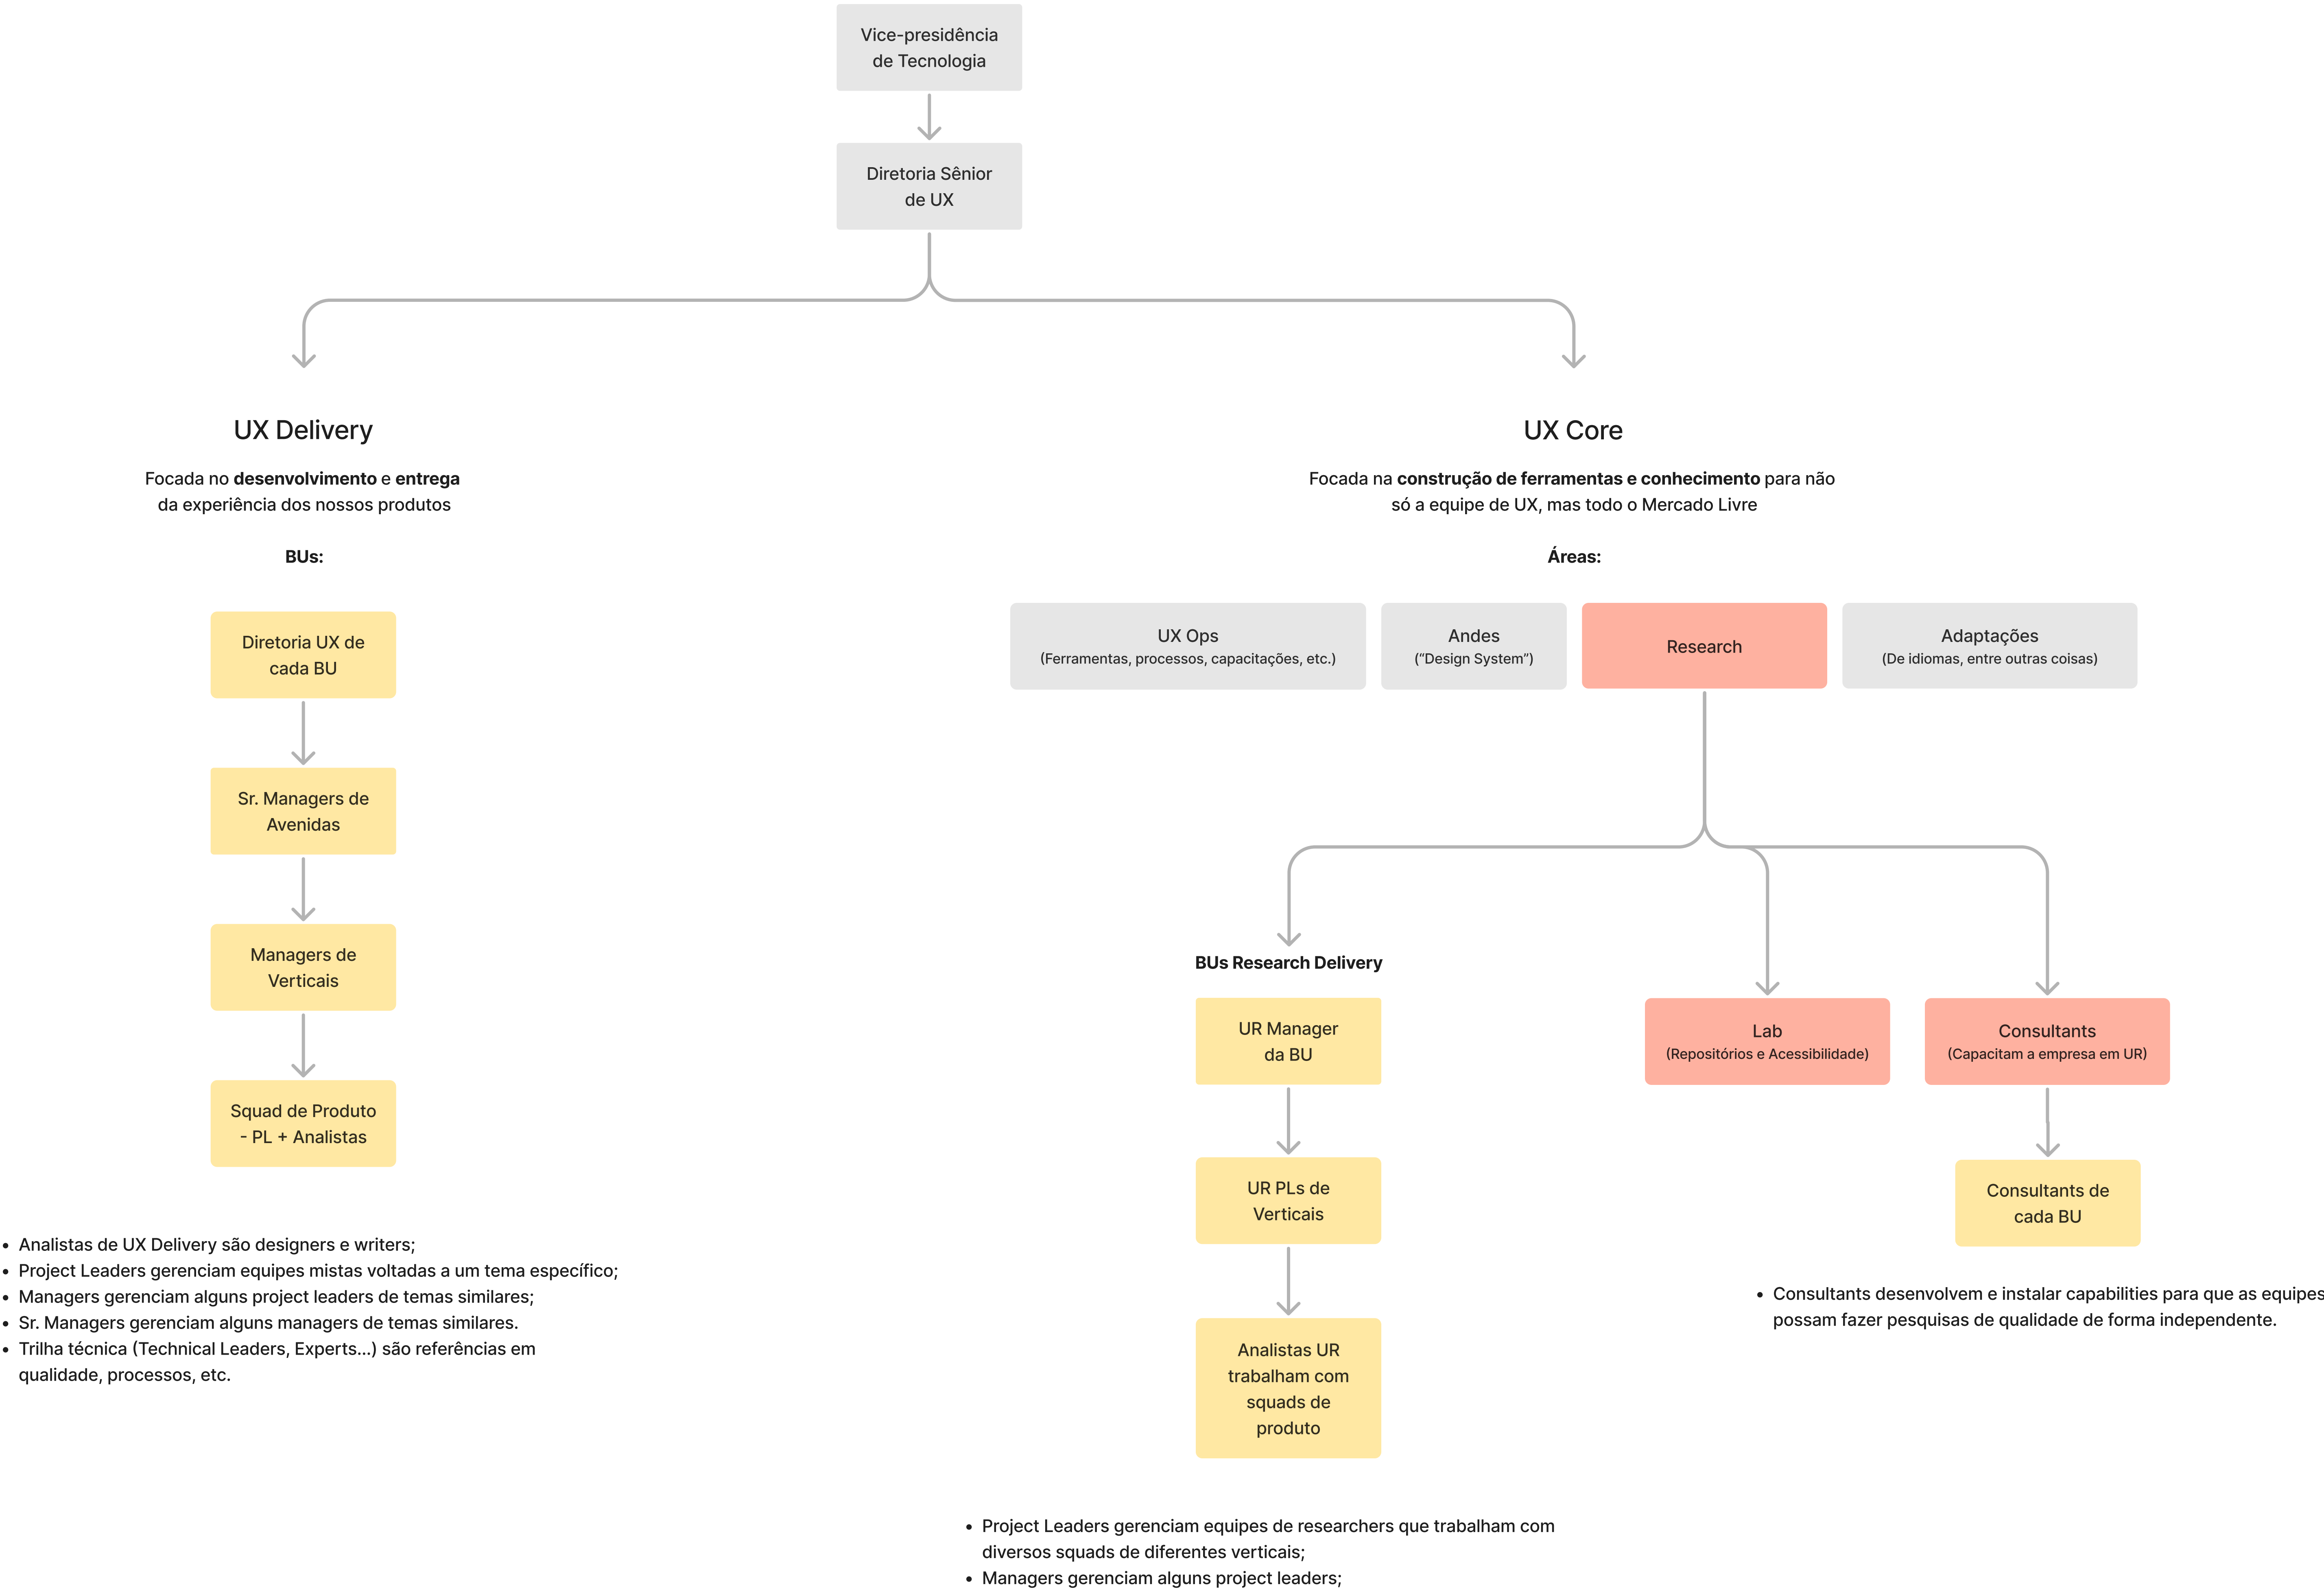 Vice-presidência
de Tecnologia
Diretoria Sênior
de UX
UX Delivery
Focada no desenvolvimento e entrega
da experiência dos nossos produtos
BUs:
Diretoria UX de
cada BU
Sr. Managers de
Avenidas
Managers de
Verticais
Squad de Produto
- PL + Analistas
• Analistas de UX Delivery são designers e writers;
• Project Leaders gerenciam equipes mistas voltadas a um tema específico;
• Managers gerenciam alguns project leaders de temas similares;
• Sr. Managers gerenciam alguns managers de temas similares.
• Trilha técnica (Technical Leaders, Experts...) são referências em
qualidade, processos, etc.
UX Core
Focada na construção de ferramentas e conhecimento para não
só a equipe de UX, mas todo o Mercado Livre
Áreas:
UX Ops
(Ferramentas, processos, capacitações, etc.)
Andes
(“Design System”)
Research
Adaptações
(De idiomas, entre outras coisas)
BUs Research Delivery
UR Manager
da BU
UR PLs de
Verticais
Analistas UR
trabalham com
squads de
produto
• Project Leaders gerenciam equipes de researchers que trabalham com
diversos squads de diferentes verticais;
• Managers gerenciam alguns project leaders;
Lab
(Repositórios e Acessibilidade)
Consultants
(Capacitam a empresa em UR)
Consultants de
cada BU
• Consultants desenvolvem e instalar capabilities para que as equipes
possam fazer pesquisas de qualidade de forma independente.